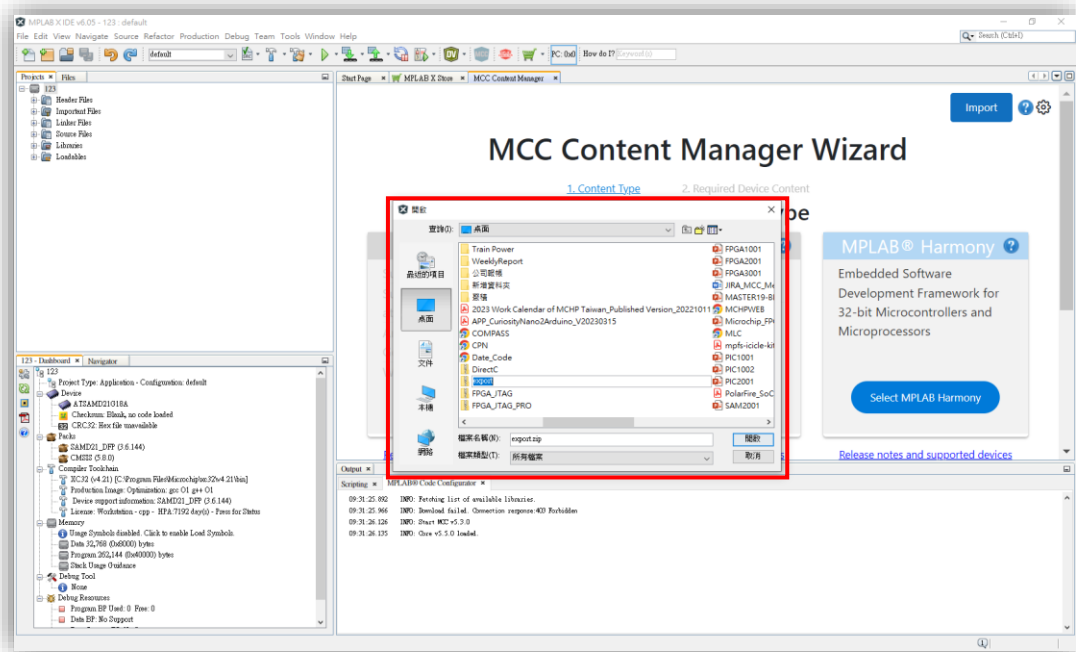 MPLAB X IDE v6.05 - 123 : default
File Edit View Navigate Source Refactor Production Debug Team Tools Window Help
Search (Ctrl+I)
default
PC: 0x0
How do I?
Keyword(s)
Projects
Files
123
Header Files
Important Files
Linker Files
Source Files
Libraries
Loadables
Start Page
MPLAB X Store
MCC Content Manager
Import
MCC Content Manager Wizard
1. Content Type
2. Required Device Content
pe
MPLAB® Harmony
Embedded Software
Development Framework for
32-bit Microcontrollers and
Microprocessors
Select MPLAB Harmony
Release notes and supported devices
開啟
查詢(I):
桌面
最近的項目
桌面
文件
本機
網路
Train Power
WeeklyReport
公司報帳
新增資料夾
2023 Work Calendar of MCHP Taiwan_Published Version_20221011
APP_CuriosityNano2Arduino_V20230315
COMPASS
CPN
Date_Code
DirectC
export
FPGA_JTAG
FPGA_JTAG_PRO
FPGA1001
FPGA2001
FPGA3001
JIRA_MCC_Me
MASTER19-BI
MCHPWEB
Microchip_FP
MLC
mpfs-icicle-kit
PIC1001
PIC1002
PIC2001
PolarFire_SoC
SAM2001
檔案名稱(N):
export.zip
開啟
檔案類型(T):
所有檔案
取消
123 - Dashboard
Navigator
123
Project Type: Application - Configuration: default
Device
ATSAMD21G18A
Checksum: Blank, no code loaded
CRC32: Hex file unavailable
Packs
SAMD21_DFP (3.6.144)
CMSIS (5.8.0)
Compiler Toolchain
XC32 (v4.21) [C:\Program Files\Microchip\xc32\v4.21\bin]
Production Image: Optimization: gcc O1 g++ O1
Device support information: SAMD21_DFP (3.6.144)
License: Workstation - cpp - HPA:7192 day(s) - Press for Status
Memory
Usage Symbols disabled. Click to enable Load Symbols.
Data 32,768 (0x8000) bytes
Program 262,144 (0x40000) bytes
Stack Usage Guidance
Debug Tool
None
Debug Resources
Program BP Used: 0 Free: 0
Data BP: No Support
Output
Scripting
MPLAB® Code Configurator
09:31:25.892 INFO: Fetching list of available libraries.
09:31:25.966 INFO: Download failed. Connection response:403 Forbidden
09:31:26.126 INFO: Start MCC v5.3.0
09:31:26.135 INFO: Core v5.5.0 loaded.